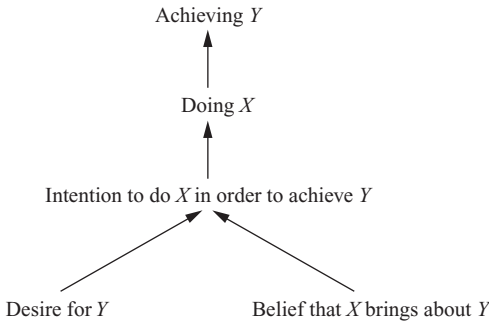 Achieving Y
Doing X
Intention to do X in order to achieve Y
Desire for Y
Belief that X brings about Y